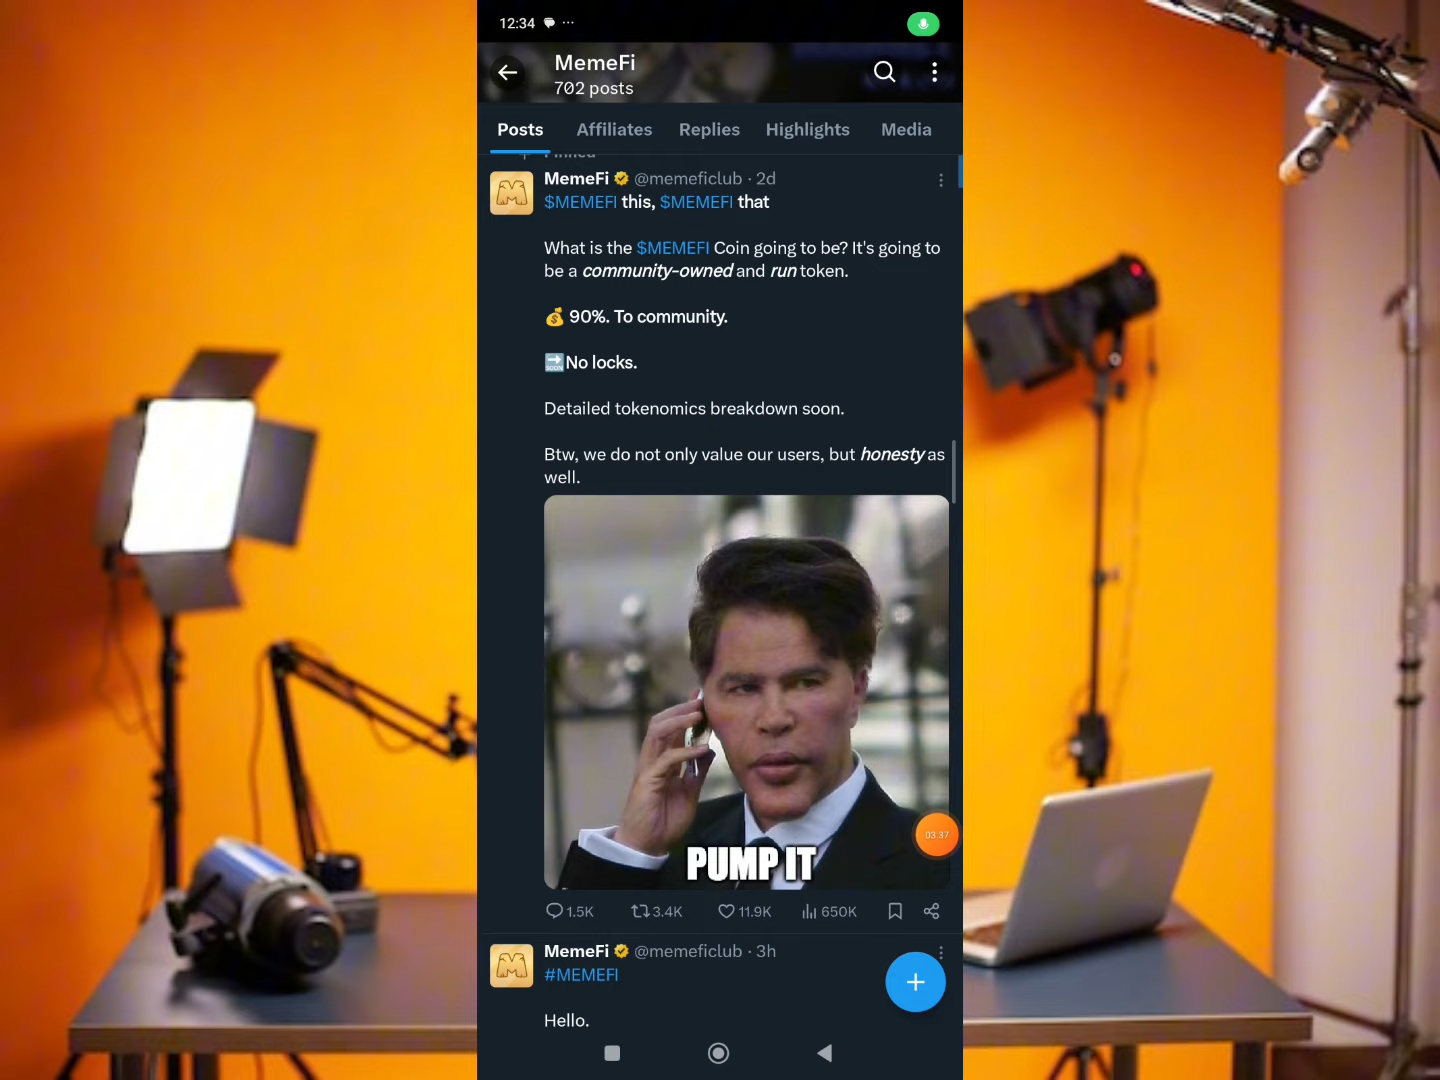 12:34
MemeFi
702 posts
Posts Affiliates Replies Highlights Media
Pinned
MemeFi @memeficlub · 2d
$MEMEFI this, $MEMEFI that
What is the $MEMEFI Coin going to be? It's going to
be a community-owned and run token.
💰 90%. To community.
🔜No locks.
Detailed tokenomics breakdown soon.
Btw, we do not only value our users, but honesty as
well.
PUMP IT
03:37
1.5K 3.4K 11.9K 650K
MemeFi @memeficlub · 3h
#MEMEFI
Hello.